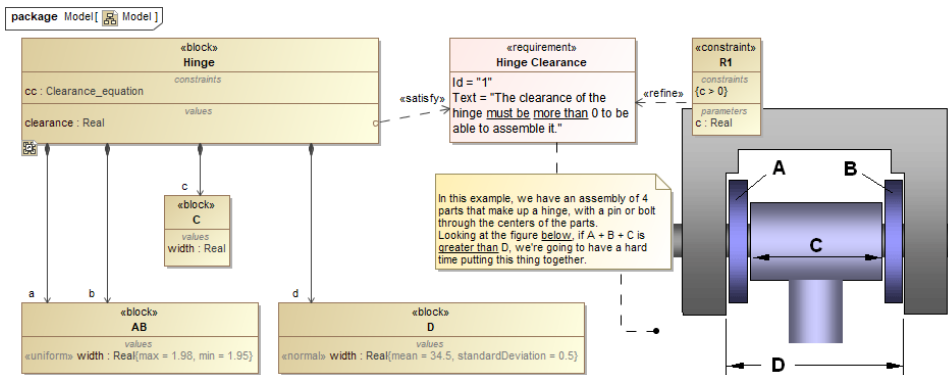 package Model[ Model ]
«block»
Hinge
constraints
cc : Clearance_equation
values
clearance : Real
c
«satisfy»
«requirement»
Hinge Clearance
Id = "1"
Text = "The clearance of the
hinge must be more than 0 to be
able to assemble it."
«refine»
«constraint»
R1
constraints
{c > 0}
parameters
c : Real
In this example, we have an assembly of 4
parts that make up a hinge, with a pin or bolt
through the centers of the parts.
Looking at the figure below, if A + B + C is
greater than D, we're going to have a hard
time putting this thing together.
c
«block»
C
values
width : Real
a
b
d
«block»
AB
values
«uniform» width : Real{max = 1.98, min = 1.95}
«block»
D
values
«normal» width : Real{mean = 34.5, standardDeviation = 0.5}
A
B
C
D